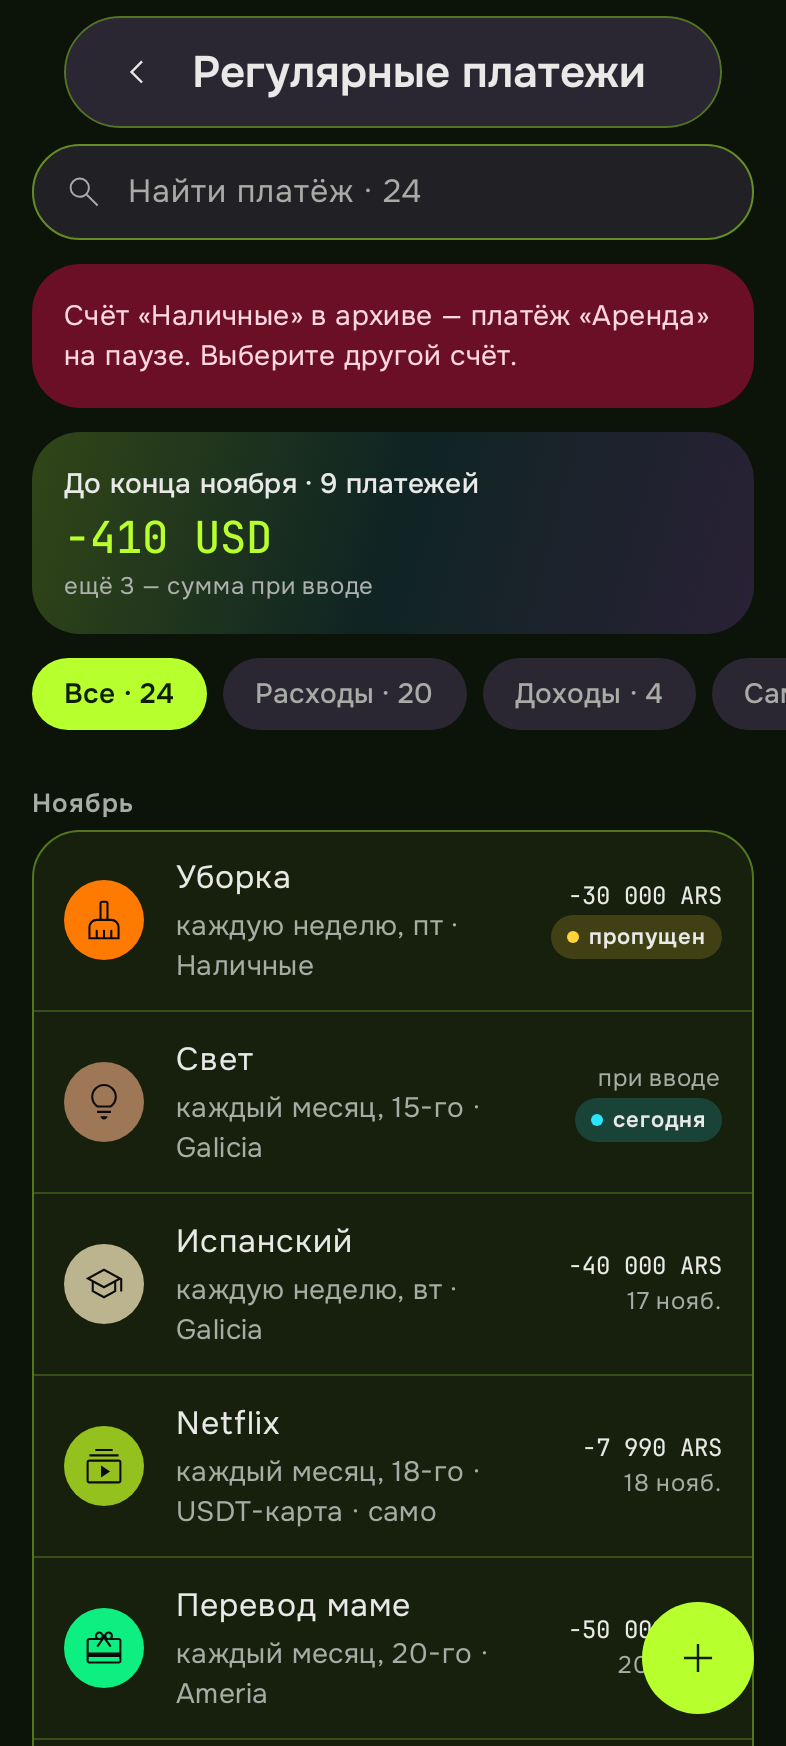 Регулярные платежи
Найти платёж · 24
Счёт «Наличные» в архиве — платёж «Аренда»
на паузе. Выберите другой счёт.
До конца ноября · 9 платежей
-410 USD
ещё 3 — сумма при вводе
Все · 24
Расходы · 20
Доходы · 4
Ноябрь
Уборка
каждую неделю, пт ·
Наличные
-30 000 ARS
пропущен
Свет
каждый месяц, 15-го ·
Galicia
при вводе
сегодня
Испанский
каждую неделю, вт ·
Galicia
-40 000 ARS
17 нояб.
Netflix
каждый месяц, 18-го ·
USDT-карта · само
-7 990 ARS
18 нояб.
Перевод маме
каждый месяц, 20-го ·
Ameria